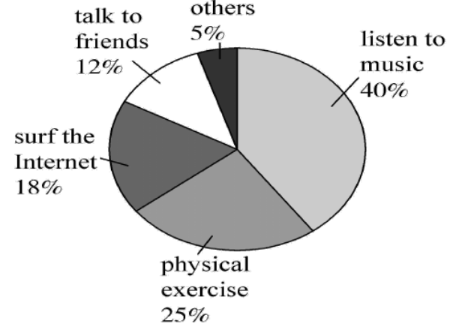 talk to
friends
12%
others
5%
listen to
music
40%
surf the
Internet
18%
physical
exercise
25%